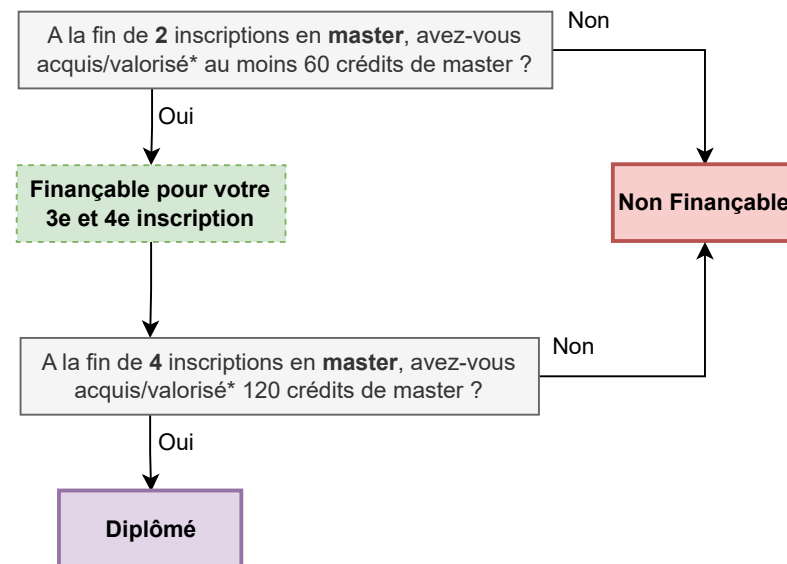 A la fin de 2 inscriptions en master, avez-vous
acquis/valorisé* au moins 60 crédits de master ?
Non
Oui
Finançable pour votre
3e et 4e inscription
Non Finançable
A la fin de 4 inscriptions en master, avez-vous
acquis/valorisé* 120 crédits de master ?
Non
Oui
Diplômé